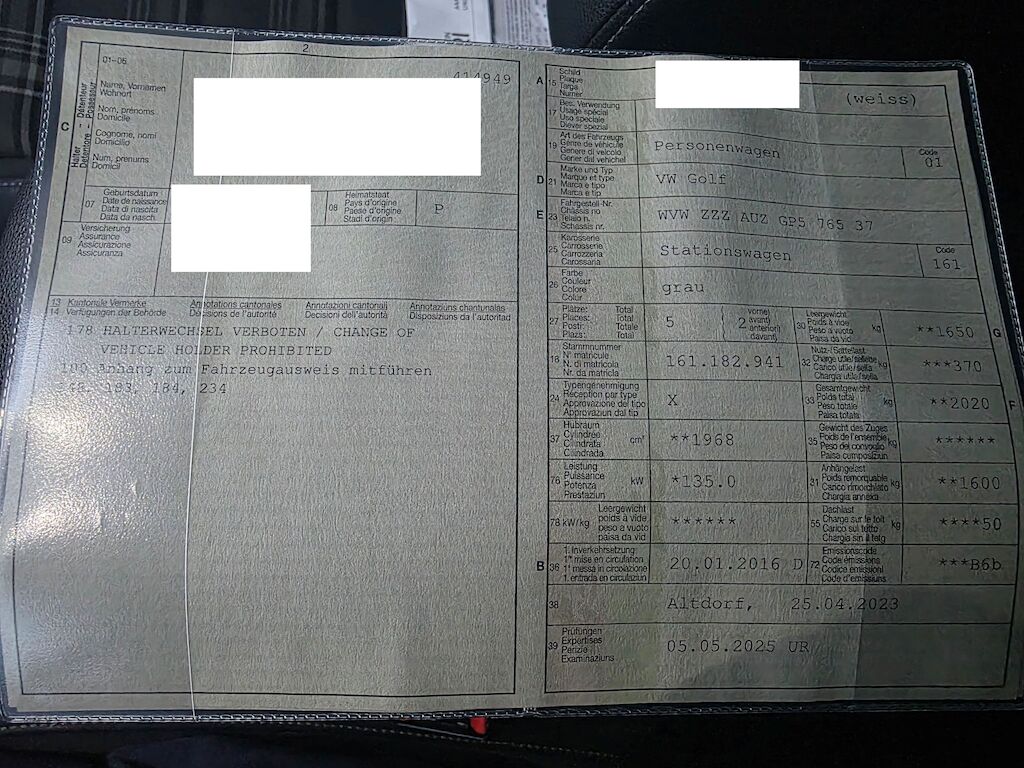 2
01-06
414949
C
Halter - Détenteur
Detentore - Possessur
Name, Vornamen
Wohnort
Nom, prénoms
Domicile
Cognome, nomi
Domicilio
Num, prenums
Domicil
07
Geburtsdatum
Date de naissance
Data di nascita
Data da nasch.
08
Heimatstaat
Pays d'origine
Paese d'origine
Stadi d'origin
P
09
Versicherung
Assurance
Assicurazione
Assicuranza
13 Kantonale Vermerke Annotations cantonales Annotazioni cantonali Annotaziuns chantunalas
14 Verfügungen der Behörde Décisions de l'autorité Decisioni dell'autorità Disposiziuns da l'autoritad
178 HALTERWECHSEL VERBOTEN / CHANGE OF
VEHICLE HOLDER PROHIBITED
100 Anhang zum Fahrzeugausweis mitführen
183, 184, 234
A
15
Schild
Plaque
Targa
Numer
(weiss)
17
Bes. Verwendung
Usage spécial
Uso speciale
Diever spezial
19
Art des Fahrzeugs
Genre de véhicule
Genere di veicolo
Gener dal vehichel
Personenwagen
Code
01
D 21
Marke und Typ
Marque et type
Marca e tipo
Marca e tip
VW Golf
E 23
Fahrgestell-Nr.
Châssis no
Telaio n.
Schassis nr.
WVW ZZZ AUZ GP5 765 37
25
Karosserie
Carrosserie
Carrozzeria
Carossaria
Stationswagen
Code
161
26
Farbe
Couleur
Colore
Colur
grau
27
Plätze: Total
Places: Total
Posti: Totale
Plazs: Total
5
vorne
avant
anteriori
davant
2
30
Leergewicht
Poids à vide
Peso a vuoto
Paisa da vid
kg
**1650
G
18
Stammnummer
N° matricule
N. di matricola
Nr. da matricla
161.182.941
32
Nutz-/Sattellast
Charge utile/sellette
Carico utile/sella
Chargia utila/sella
kg
***370
24
Typengenehmigung
Réception par type
Approvazione del tipo
Approvaziun dal tip
X
33
Gesamtgewicht
Poids total
Peso totale
Paisa totala
kg
**2020
F
37
Hubraum
Cylindrée
Cilindrata
Cilindrada
cm³
**1968
35
Gewicht des Zuges
Poids de l'ensemble
Peso del convoglio
Paisa cumposiziun
kg
******
76
Leistung
Puissance
Potenza
Prestaziun
kW
*135.0
31
Anhängelast
Poids remorquable
Carico rimorchiato
Chargia annexa
kg
**1600
78 kW/kg
Leergewicht
poids à vide
peso a vuoto
paisa da vid
******
55
Dachlast
Charge sur le toit
Carico sul tetto
Chargia sin il tetg
kg
****50
B 36
1. Inverkehrsetzung
1re mise en circulation
1a messa in circolazione
1. entrada en circulaziun
20.01.2016 D
72
Emissionscode
Code émissions
Codice emissioni
Code d'emissiuns
***B6b
38
Altdorf, 25.04.2023
39
Prüfungen
Expertises
Perizie
Examinaziuns
05.05.2025 UR